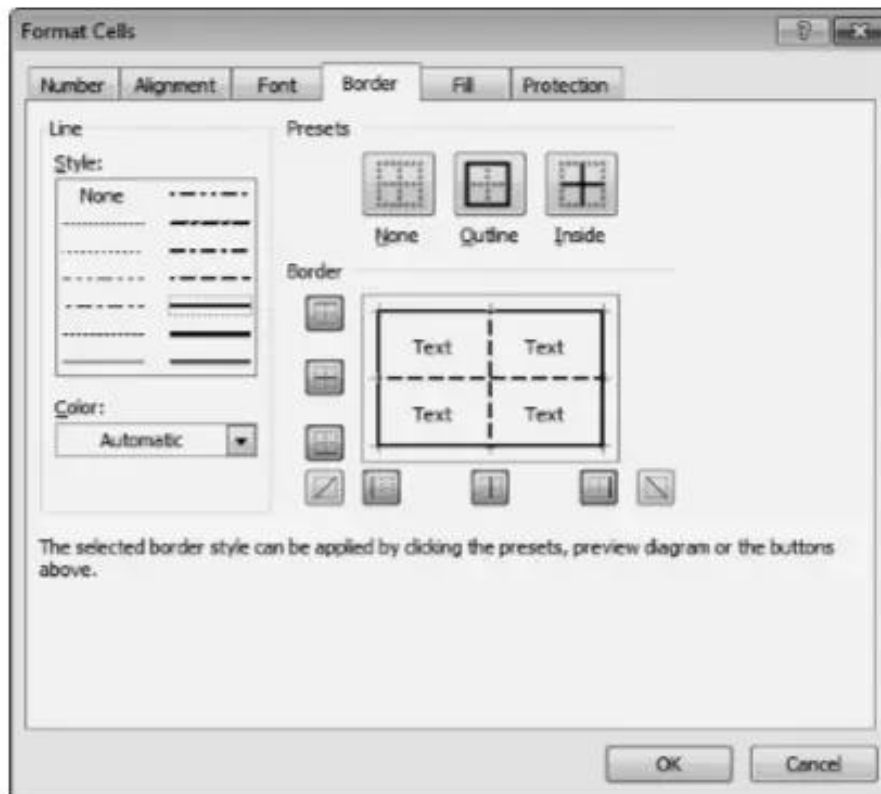 Format Cells
Number Alignment Font Border Fill Protection
Line
Style:
None
Color:
Automatic
Presets
None Outline Inside
Border
Text Text
Text Text
The selected border style can be applied by clicking the presets, preview diagram or the buttons
above.
OK Cancel